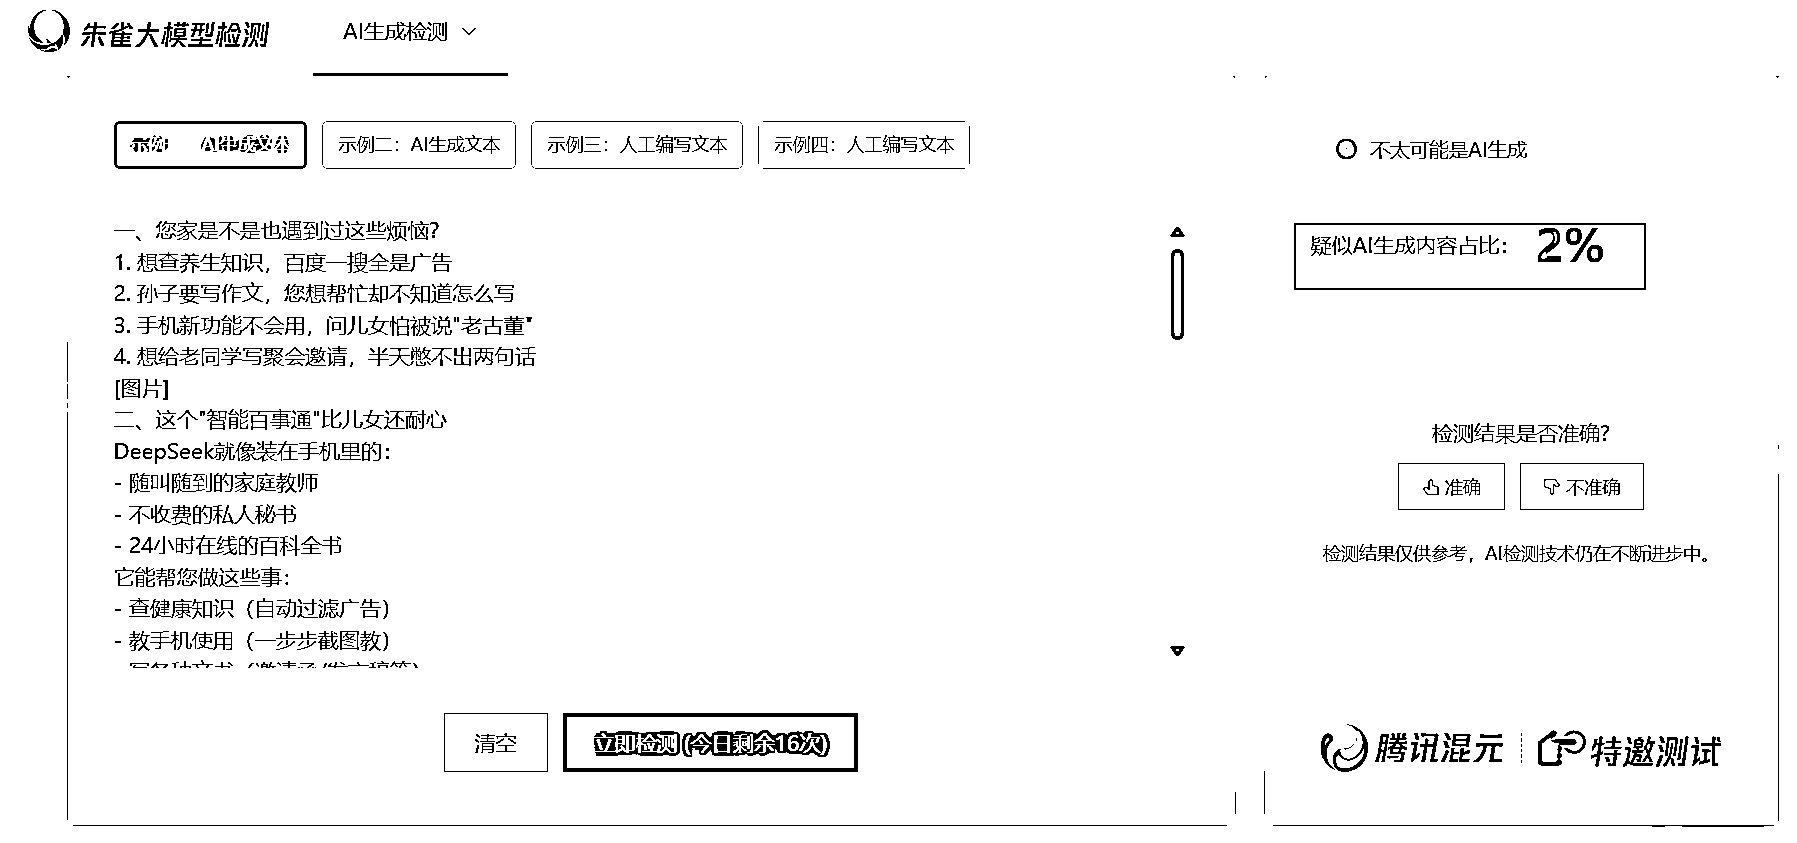 朱雀大模型检测
AI生成检测
示例一：AI生成文本
示例二：AI生成文本
示例三：人工编写文本
示例四：人工编写文本
一、您家是不是也遇到过这些烦恼?
1. 想查养生知识，百度一搜全是广告
2. 孙子要写作文，您想帮忙却不知道怎么写
3. 手机新功能不会用，问儿女怕被说"老古董"
4. 想给老同学写聚会邀请，半天憋不出两句话
[图片]
二、这个"智能百事通"比儿女还耐心
DeepSeek就像装在手机里的：
- 随叫随到的家庭教师
- 不收费的私人秘书
- 24小时在线的百科全书
它能帮您做这些事：
- 查健康知识（自动过滤广告）
- 教手机使用（一步步截图教）
- 写各种文书（邀请函/发言稿等）
清空
立即检测 (今日剩余16次)
不太可能是AI生成
疑似AI生成内容占比： 2%
检测结果是否准确?
准确
不准确
检测结果仅供参考，AI检测技术仍在不断进步中。
腾讯混元
特邀测试